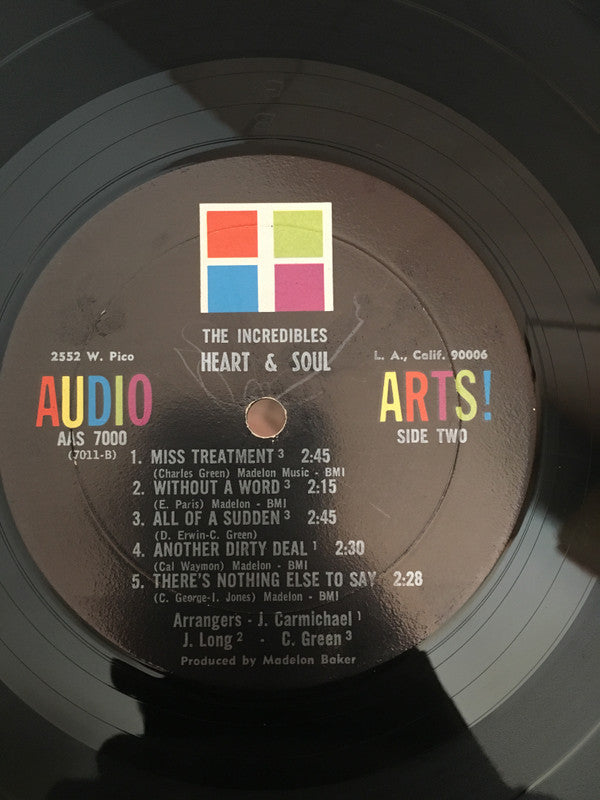 THE INCREDIBLES
HEART & SOUL
2552 W. Pico
L. A., Calif. 90006
AUDIO ARTS!
AAS 7000
(7011-B)
SIDE TWO
1. MISS TREATMENT 3 2:45
(Charles Green) Madelon Music - BMI
2. WITHOUT A WORD 3 2:15
(E. Paris) Madelon - BMI
3. ALL OF A SUDDEN 3 2:45
(D. Erwin-C. Green)
4. ANOTHER DIRTY DEAL 1 2:30
(Cal Waymon) Madelon - BMI
5. THERE'S NOTHING ELSE TO SAY 2:28
(C. George-I. Jones) Madelon - BMI
Arrangers - J. Carmichael 1
J. Long 2 - C. Green 3
Produced by Madelon Baker